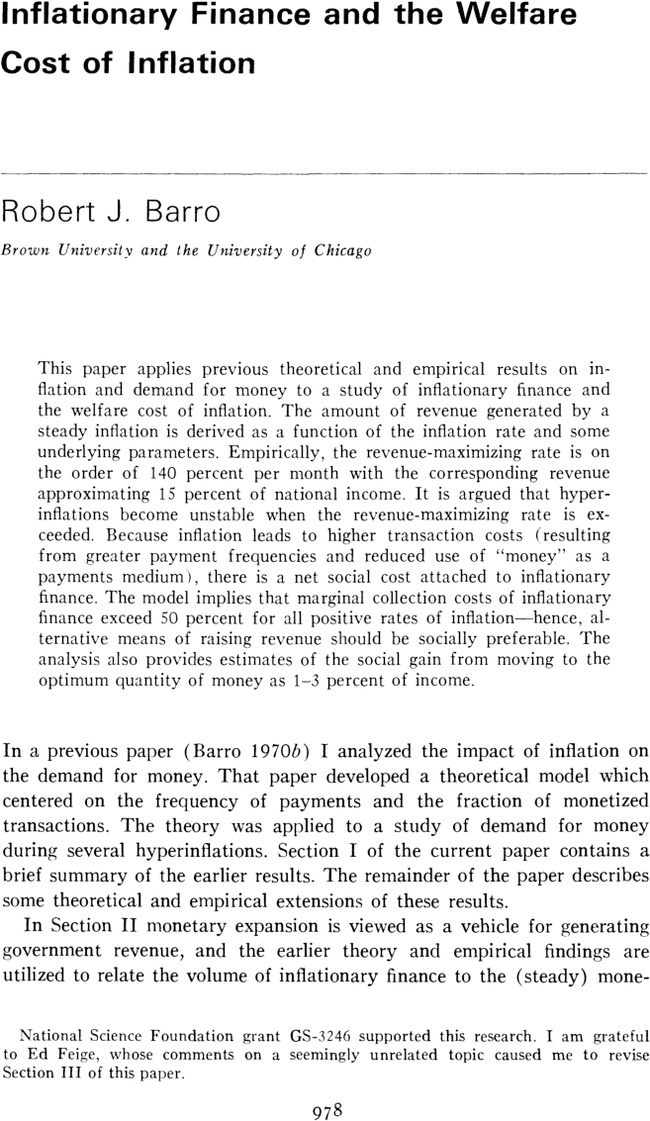 Inflationary Finance and the Welfare
Cost of Inflation
Robert J. Barro
Brown University and the University of Chicago
This paper applies previous theoretical and empirical results on in-
flation and demand for money to a study of inflationary finance and
the welfare cost of inflation. The amount of revenue generated by a
steady inflation is derived as a function of the inflation rate and some
underlying parameters. Empirically, the revenue-maximizing rate is on
the order of 140 percent per month with the corresponding revenue
approximating 15 percent of national income. It is argued that hyper-
inflations become unstable when the revenue-maximizing rate is ex-
ceeded. Because inflation leads to higher transaction costs (resulting
from greater payment frequencies and reduced use of “money” as a
payments medium), there is a net social cost attached to inflationary
finance. The model implies that marginal collection costs of inflationary
finance exceed 50 percent for all positive rates of inflation—hence, al-
ternative means of raising revenue should be socially preferable. The
analysis also provides estimates of the social gain from moving to the
optimum quantity of money as 1–3 percent of income.
In a previous paper (Barro 1970b) I analyzed the impact of inflation on
the demand for money. That paper developed a theoretical model which
centered on the frequency of payments and the fraction of monetized
transactions. The theory was applied to a study of demand for money
during several hyperinflations. Section I of the current paper contains a
brief summary of the earlier results. The remainder of the paper describes
some theoretical and empirical extensions of these results.
In Section II monetary expansion is viewed as a vehicle for generating
government revenue, and the earlier theory and empirical findings are
utilized to relate the volume of inflationary finance to the (steady) mone-
National Science Foundation grant GS-3246 supported this research. I am grateful
to Ed Feige, whose comments on a seemingly unrelated topic caused me to revise
Section III of this paper.
978